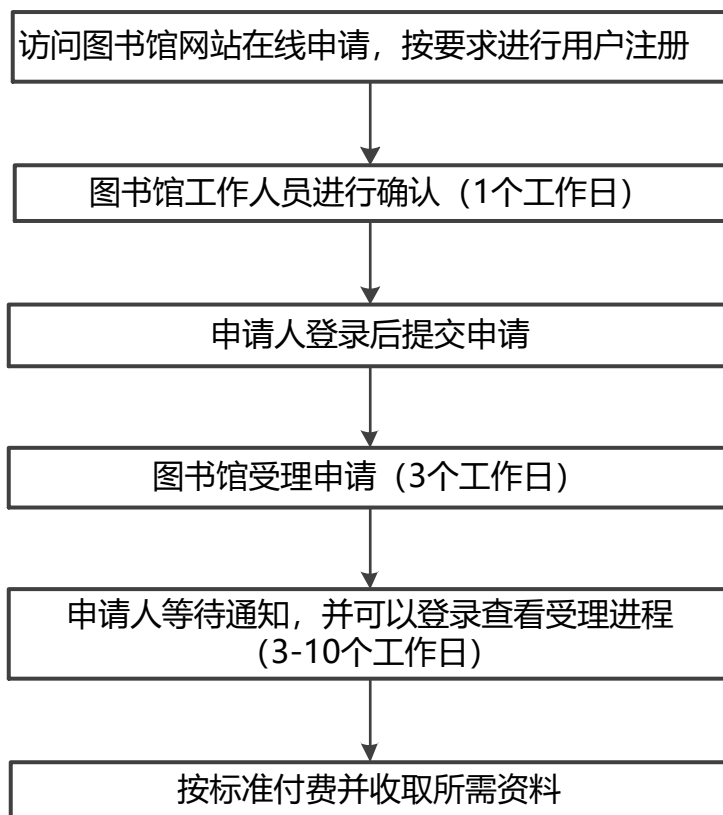 访问图书馆网站在线申请，按要求进行用户注册
图书馆工作人员进行确认（1个工作日）
申请人登录后提交申请
图书馆受理申请（3个工作日）
申请人等待通知，并可以登录查看受理进程
（3-10个工作日）
按标准付费并收取所需资料